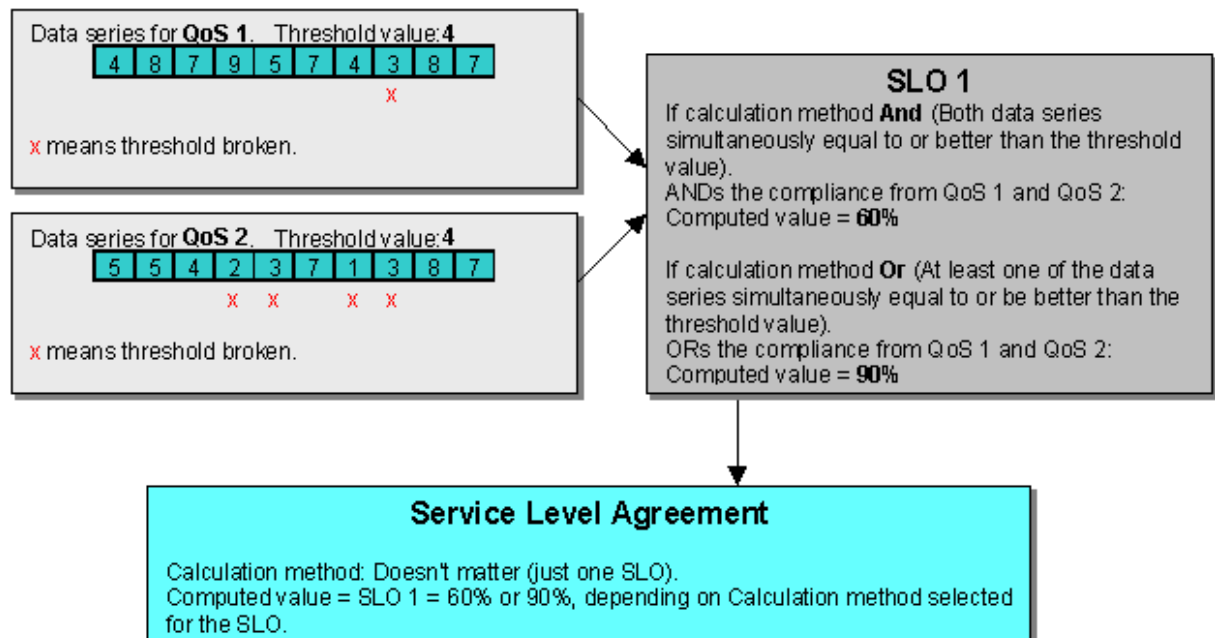 Data series for QoS 1. Threshold value:4
4 8 7 9 5 7 4 3 8 7
x
x means threshold broken.
Data series for QoS 2. Threshold value:4
5 5 4 2 3 7 1 3 8 7
x x x x
x means threshold broken.
SLO 1
If calculation method And (Both data series
simultaneously equal to or better than the threshold
value).
ANDs the compliance from QoS 1 and QoS 2:
Computed value = 60%
If calculation method Or (At least one of the data
series simultaneously equal to or be better than the
threshold value).
ORs the compliance from QoS 1 and QoS 2:
Computed value = 90%
Service Level Agreement
Calculation method: Doesn't matter (just one SLO).
Computed value = SLO 1 = 60% or 90%, depending on Calculation method selected
for the SLO.